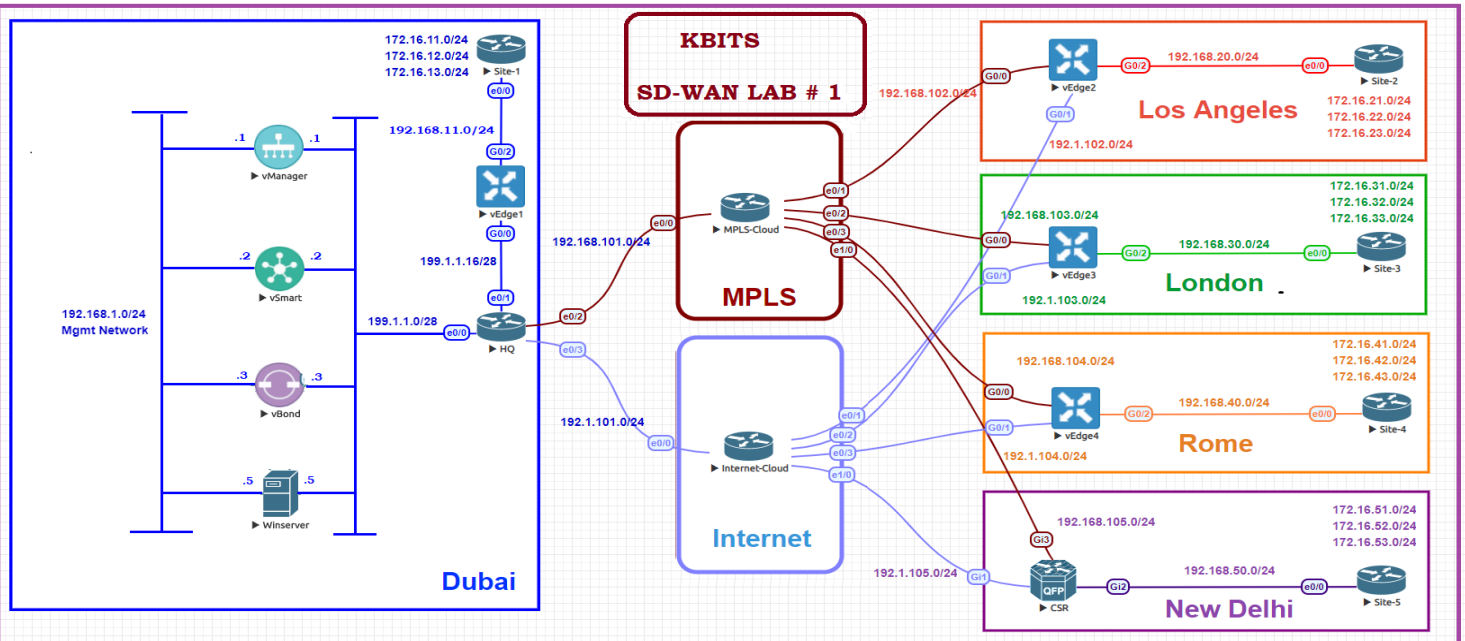 KBITS
SD-WAN LAB # 1
172.16.11.0/24
172.16.12.0/24
172.16.13.0/24
Site-1
e0/0
192.168.11.0/24
G0/2
vEdge1
G0/0
199.1.1.16/28
e0/1
.1
.1
vManager
.2
.2
vSmart
192.168.1.0/24
Mgmt Network
199.1.1.0/28
e0/0
HQ
e0/2
e0/3
.3
.3
vBond
.5
.5
Winserver
Dubai
192.168.101.0/24
e0/0
MPLS-Cloud
e0/1
e0/2
e0/3
e1/0
MPLS
192.1.101.0/24
e0/0
Internet-Cloud
e0/1
e0/2
e0/3
e1/0
Internet
192.168.102.0/24
G0/0
vEdge2
G0/1
192.1.102.0/24
G0/2
192.168.20.0/24
e0/0
Site-2
Los Angeles
172.16.21.0/24
172.16.22.0/24
172.16.23.0/24
172.16.31.0/24
172.16.32.0/24
172.16.33.0/24
192.168.103.0/24
G0/0
vEdge3
G0/1
192.1.103.0/24
G0/2
192.168.30.0/24
e0/0
Site-3
London
172.16.41.0/24
172.16.42.0/24
172.16.43.0/24
192.168.104.0/24
G0/0
vEdge4
G0/1
192.1.104.0/24
G0/2
192.168.40.0/24
e0/0
Site-4
Rome
172.16.51.0/24
172.16.52.0/24
172.16.53.0/24
192.168.105.0/24
Gi3
192.1.105.0/24
Gi1
QFP
CSR
Gi2
192.168.50.0/24
e0/0
Site-5
New Delhi